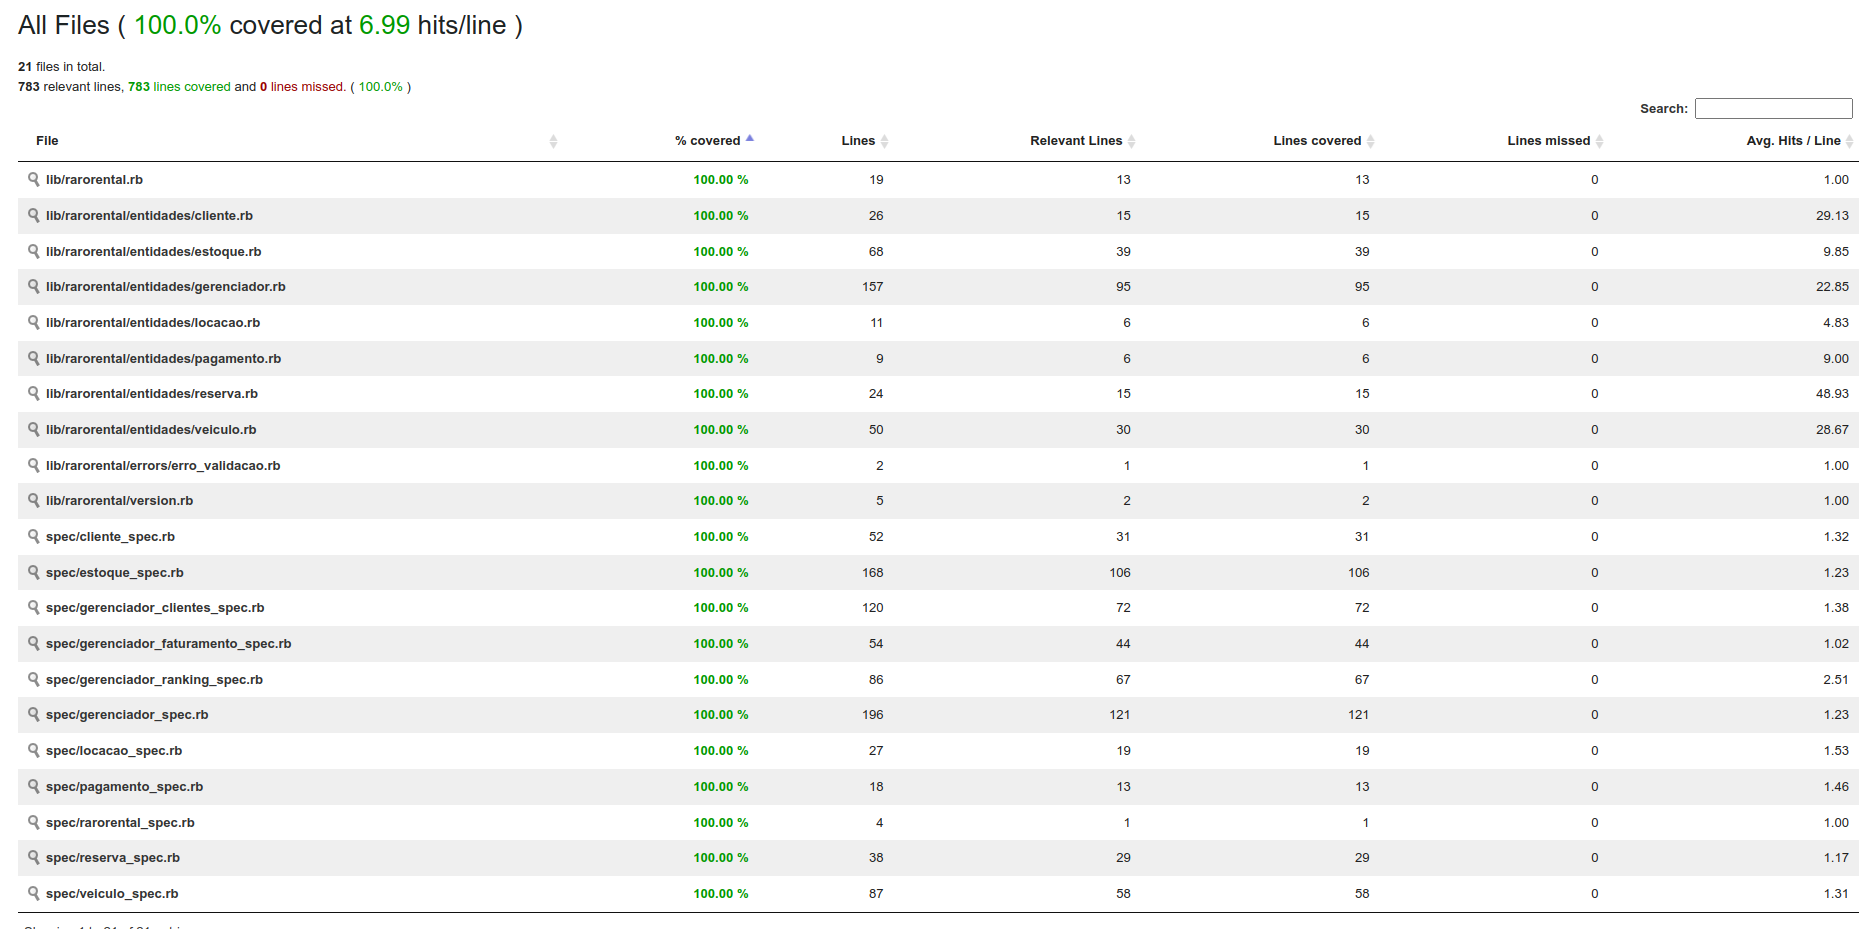 All Files ( 100.0% covered at 6.99 hits/line )
21 files in total.
783 relevant lines, 783 lines covered and 0 lines missed. ( 100.0% )
Search:
File % covered Lines Relevant Lines Lines covered Lines missed Avg. Hits / Line
lib/rarorental.rb 100.00 % 19 13 13 0 1.00
lib/rarorental/entidades/cliente.rb 100.00 % 26 15 15 0 29.13
lib/rarorental/entidades/estoque.rb 100.00 % 68 39 39 0 9.85
lib/rarorental/entidades/gerenciador.rb 100.00 % 157 95 95 0 22.85
lib/rarorental/entidades/locacao.rb 100.00 % 11 6 6 0 4.83
lib/rarorental/entidades/pagamento.rb 100.00 % 9 6 6 0 9.00
lib/rarorental/entidades/reserva.rb 100.00 % 24 15 15 0 48.93
lib/rarorental/entidades/veiculo.rb 100.00 % 50 30 30 0 28.67
lib/rarorental/errors/erro_validacao.rb 100.00 % 2 1 1 0 1.00
lib/rarorental/version.rb 100.00 % 5 2 2 0 1.00
spec/cliente_spec.rb 100.00 % 52 31 31 0 1.32
spec/estoque_spec.rb 100.00 % 168 106 106 0 1.23
spec/gerenciador_clientes_spec.rb 100.00 % 120 72 72 0 1.38
spec/gerenciador_faturamento_spec.rb 100.00 % 54 44 44 0 1.02
spec/gerenciador_ranking_spec.rb 100.00 % 86 67 67 0 2.51
spec/gerenciador_spec.rb 100.00 % 196 121 121 0 1.23
spec/locacao_spec.rb 100.00 % 27 19 19 0 1.53
spec/pagamento_spec.rb 100.00 % 18 13 13 0 1.46
spec/rarorental_spec.rb 100.00 % 4 1 1 0 1.00
spec/reserva_spec.rb 100.00 % 38 29 29 0 1.17
spec/veiculo_spec.rb 100.00 % 87 58 58 0 1.31